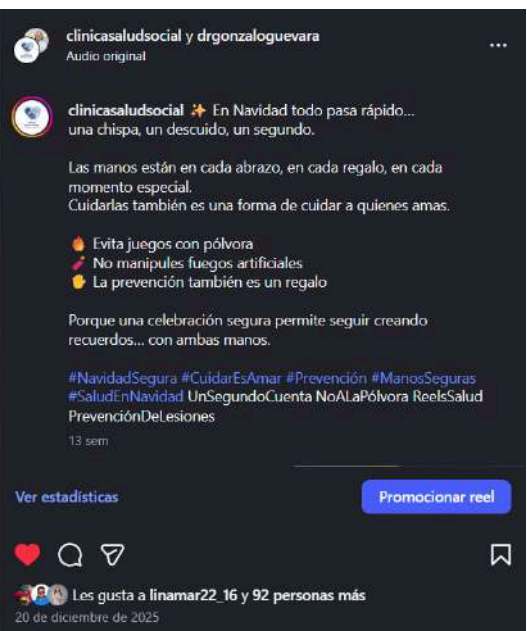 clinicasaludsocial y drgonzaloguevara
Audio original
clinicasaludsocial ✨ En Navidad todo pasa rápido...
una chispa, un descuido, un segundo.
Las manos están en cada abrazo, en cada regalo, en cada
momento especial.
Cuidarlas también es una forma de cuidar a quienes amas.
🔥 Evita juegos con pólvora
🧨 No manipules fuegos artificiales
✋ La prevención también es un regalo
Porque una celebración segura permite seguir creando
recuerdos... con ambas manos.
#NavidadSegura #CuidarEsAmar #Prevención #ManosSeguras
#SaludEnNavidad UnSegundoCuenta NoALaPólvora ReelsSalud
PrevenciónDeLesiones
13 sem
Ver estadísticas
Promocionar reel
Les gusta a linamar22_16 y 92 personas más
20 de diciembre de 2025